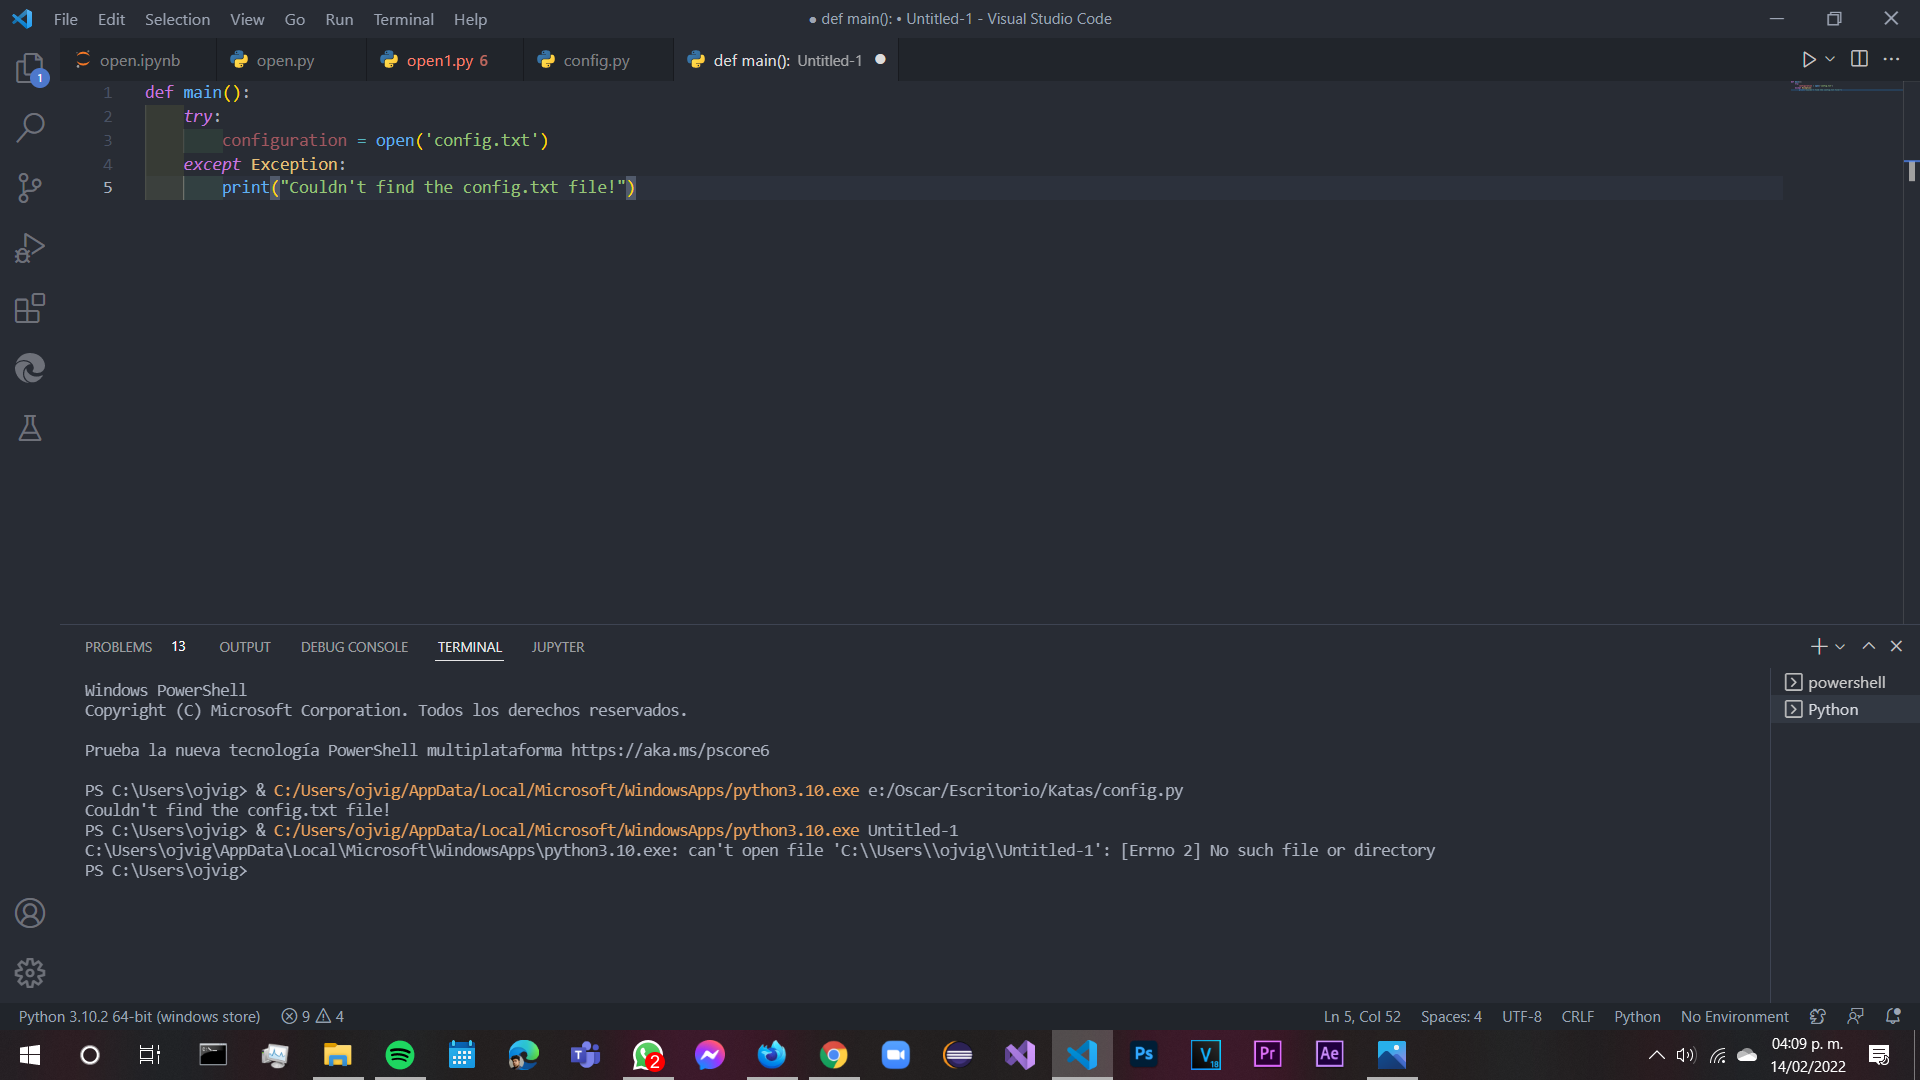 File Edit Selection View Go Run Terminal Help
● def main(): • Untitled-1 - Visual Studio Code
1
open.ipynb
open.py
open1.py 6
config.py
def main(): Untitled-1
1 def main():
2 try:
3 configuration = open('config.txt')
4 except Exception:
5 print("Couldn't find the config.txt file!")
PROBLEMS 13 OUTPUT DEBUG CONSOLE TERMINAL JUPYTER
Windows PowerShell
Copyright (C) Microsoft Corporation. Todos los derechos reservados.
Prueba la nueva tecnología PowerShell multiplataforma https://aka.ms/pscore6
PS C:\Users\ojvig> & C:/Users/ojvig/AppData/Local/Microsoft/WindowsApps/python3.10.exe e:/Oscar/Escritorio/Katas/config.py
Couldn't find the config.txt file!
PS C:\Users\ojvig> & C:/Users/ojvig/AppData/Local/Microsoft/WindowsApps/python3.10.exe Untitled-1
C:\Users\ojvig\AppData\Local\Microsoft\WindowsApps\python3.10.exe: can't open file 'C:\\Users\\ojvig\\Untitled-1': [Errno 2] No such file or directory
PS C:\Users\ojvig>
powershell
Python
Python 3.10.2 64-bit (windows store) 9 4
Ln 5, Col 52 Spaces: 4 UTF-8 CRLF Python No Environment
2
Ps
V
18
Pr
Ae
04:09 p. m.
14/02/2022